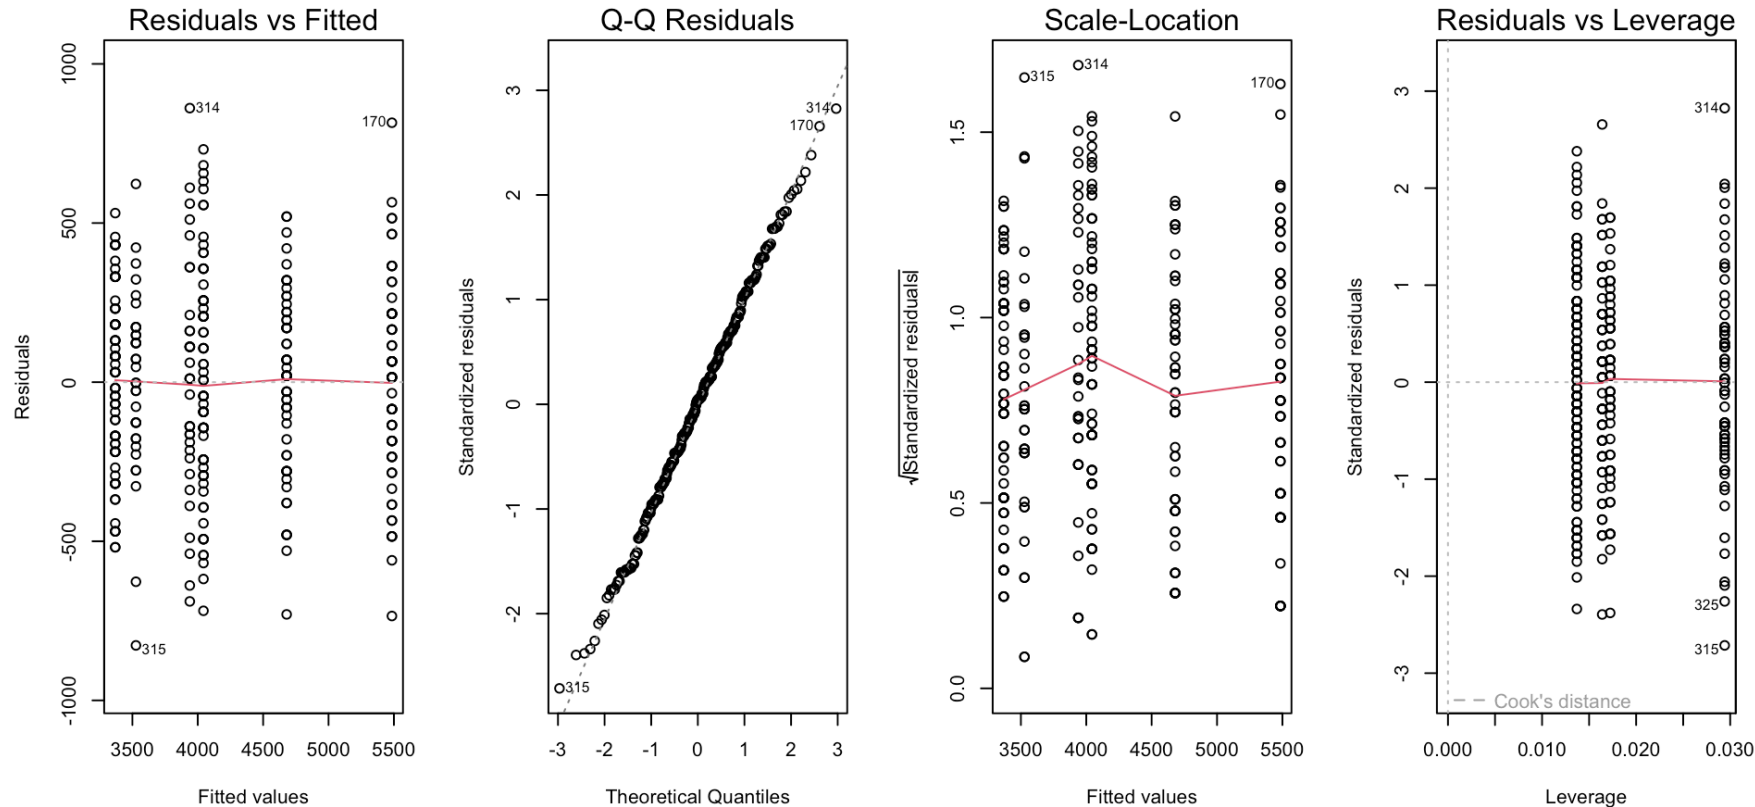 Residuals vs Fitted
Residuals
1000
500
0
-500
-1000
314
170
315
3500 4000 4500 5000 5500
Fitted values
Q-Q Residuals
Standardized residuals
3
2
1
0
-1
-2
314
170
315
-3 -2 -1 0 1 2 3
Theoretical Quantiles
Scale-Location
√|Standardized residuals|
1.5
1.0
0.5
0.0
315
314
170
3500 4000 4500 5000 5500
Fitted values
Residuals vs Leverage
Standardized residuals
3
2
1
0
-1
-2
-3
314
325
315
Cook's distance
0.000 0.010 0.020 0.030
Leverage